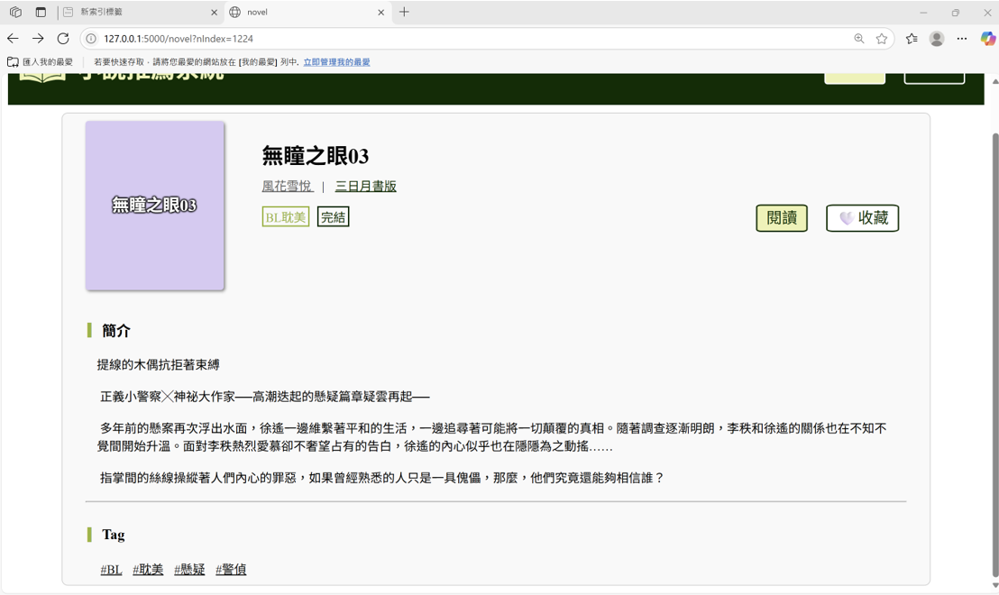 新索引標籤
novel
127.0.0.1:5000/novel?nIndex=1224
匯入我的最愛
若要快速存取，請將您最愛的網站放在 [我的最愛] 列中. 立即管理我的最愛
無瞳之眼03
無瞳之眼03
風花雪悅 | 三日月書版
BL耽美 完結
閱讀 收藏
簡介
提線的木偶抗拒著束縛
正義小警察╳神祕大作家──高潮迭起的懸疑篇章疑雲再起──
多年前的懸案再次浮出水面，徐遙一邊維繫著平和的生活，一邊追尋著可能將一切顛覆的真相。隨著調查逐漸明朗，李秩和徐遙的關係也在不知不
覺間開始升溫。面對李秩熱烈愛慕卻不奢望占有的告白，徐遙的內心似乎也在隱隱為之動搖……
指掌間的絲線操縱著人們內心的罪惡，如果曾經熟悉的人只是一具傀儡，那麼，他們究竟還能夠相信誰？
Tag
#BL #耽美 #懸疑 #警偵